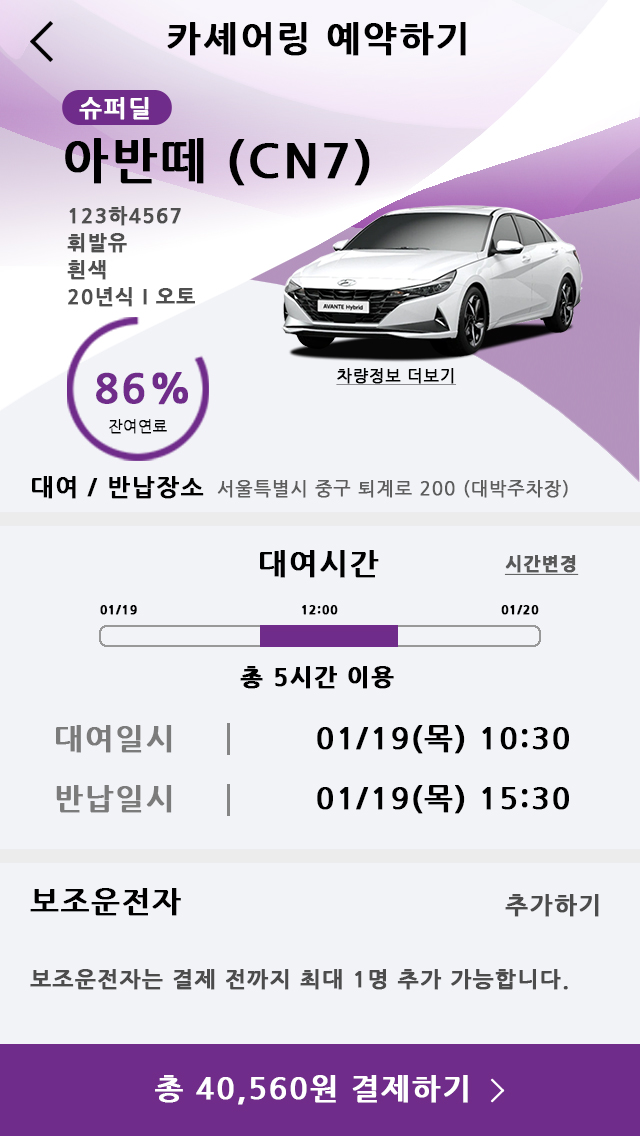 카셰어링 예약하기
슈퍼딜
아반떼 (CN7)
123하4567
휘발유
흰색
20년식 I 오토
AVANTE Hybrid
차량정보 더보기
86%
잔여연료
대여 / 반납장소 서울특별시 중구 퇴계로 200 (대박주차장)
대여시간 시간변경
01/19 12:00 01/20
총 5시간 이용
대여일시 | 01/19(목) 10:30
반납일시 | 01/19(목) 15:30
보조운전자 추가하기
보조운전자는 결제 전까지 최대 1명 추가 가능합니다.
총 40,560원 결제하기